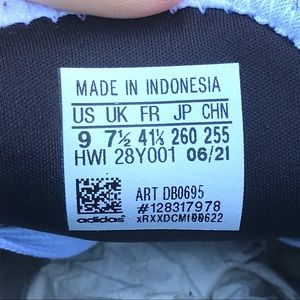 MADE IN INDONESIA
US UK FR JP CHN
9 7½ 41⅓ 260 255
HWI 28Y001 06/21
ART DB0695
#128317978
adidas